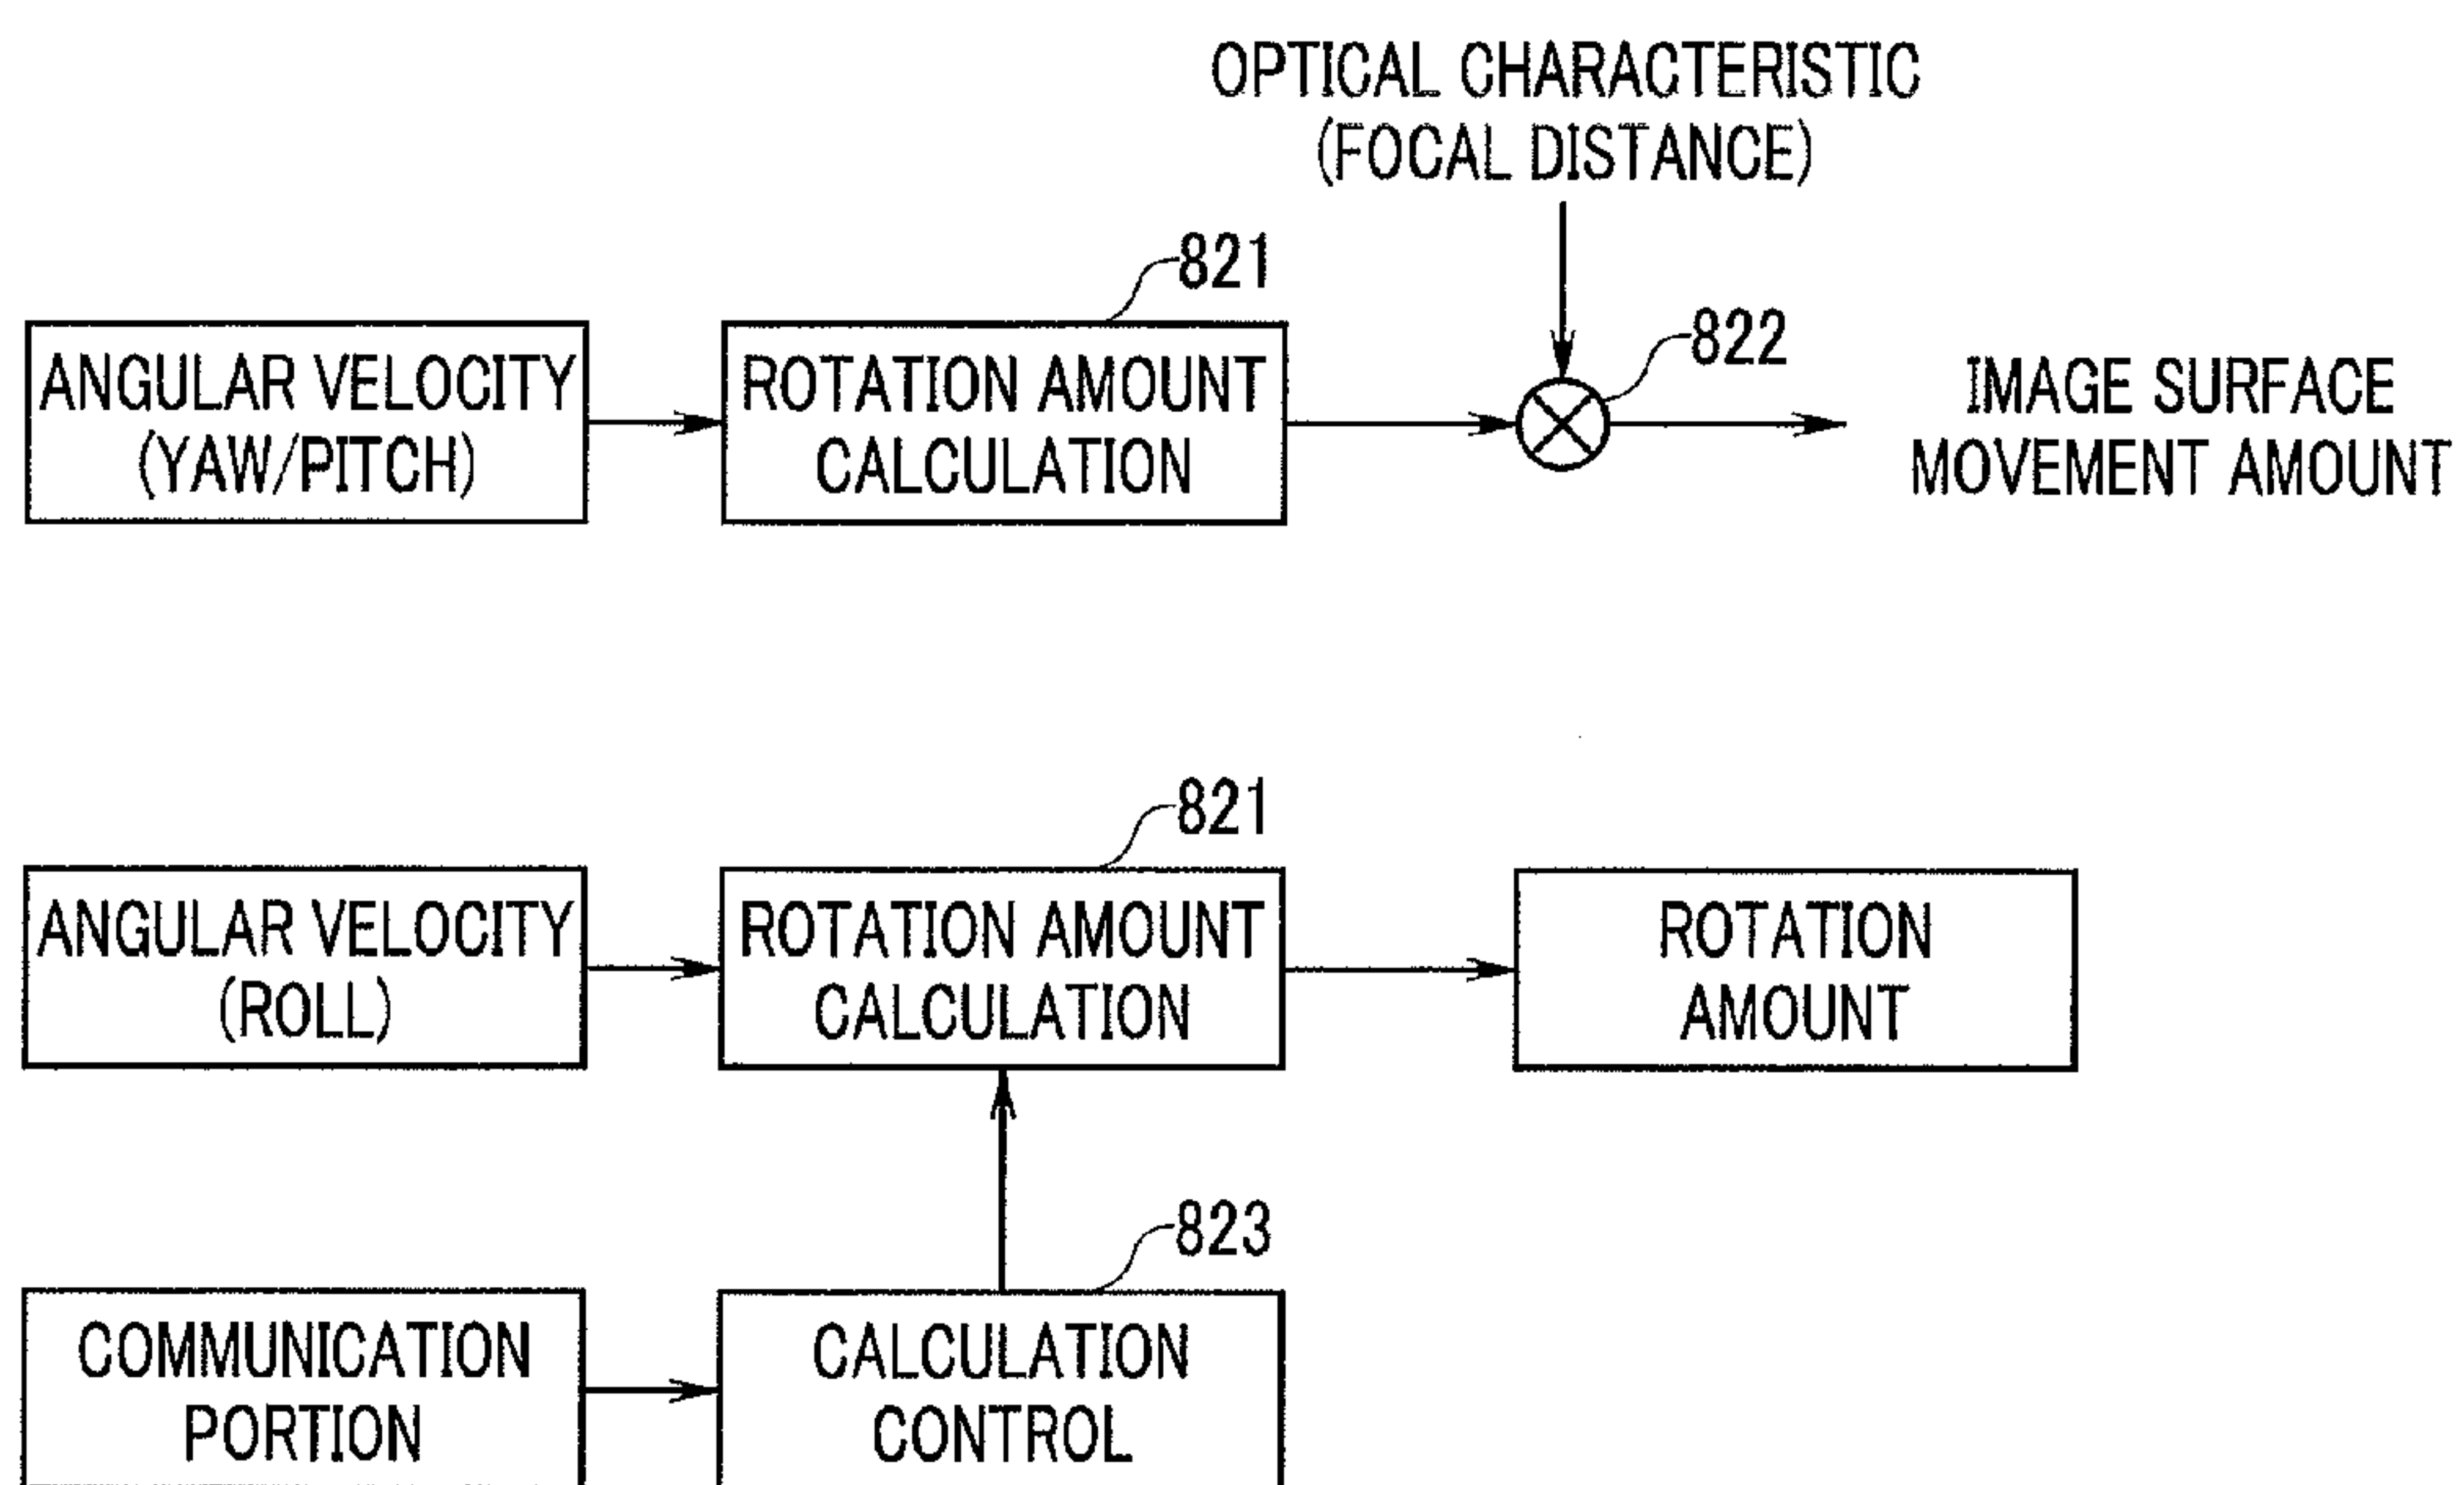 OPTICAL CHARACTERISTIC
(FOCAL DISTANCE)
821
822
ANGULAR VELOCITY
(YAW/PITCH)
ROTATION AMOUNT
CALCULATION
IMAGE SURFACE
MOVEMENT AMOUNT
821
ANGULAR VELOCITY
(ROLL)
ROTATION AMOUNT
CALCULATION
ROTATION
AMOUNT
823
COMMUNICATION
PORTION
CALCULATION
CONTROL